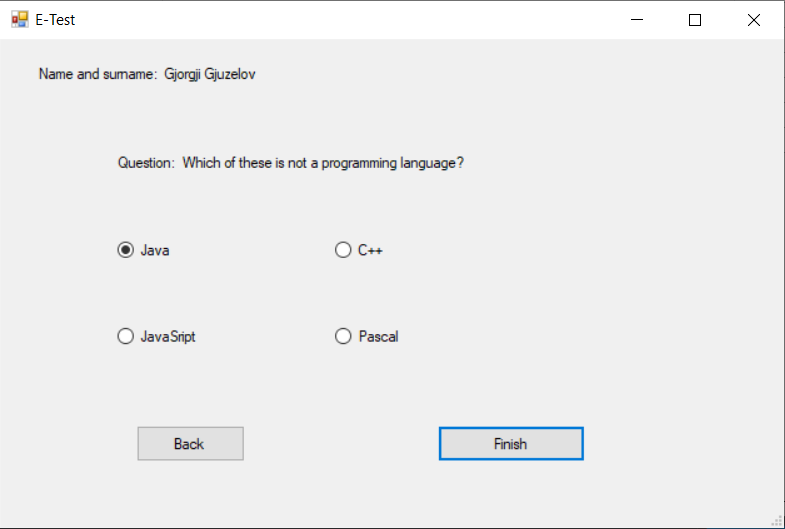 E-Test
Name and surname: Gjorgji Gjuzelov
Question: Which of these is not a programming language?
Java C++
JavaSript Pascal
Back Finish